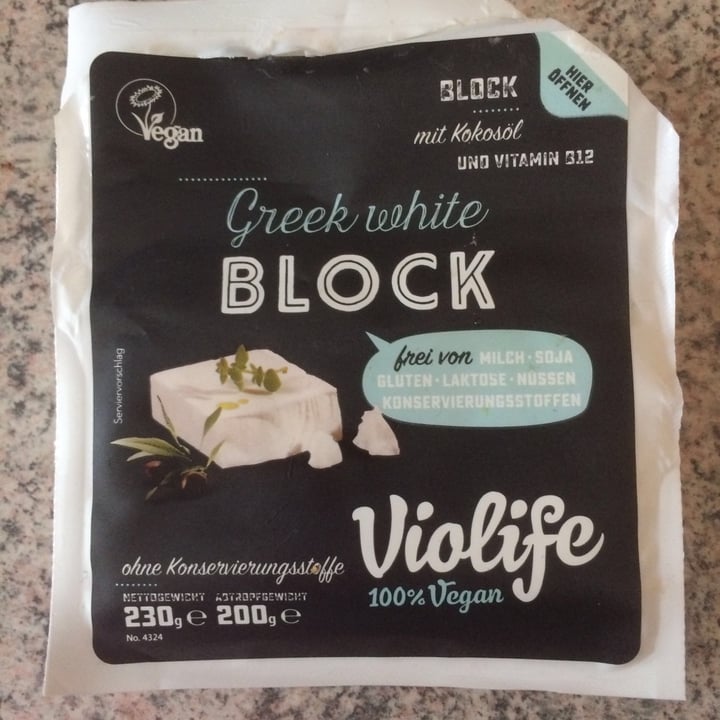 Vegan
BLOCK
mit Kokosöl
UND VITAMIN B12
HIER
ÖFFNEN
Greek white
BLOCK
frei von MILCH · SOJA
GLUTEN · LAKTOSE · NÜSSEN
KONSERVIERUNGSSTOFFEN
Serviervorschlag
Violife
100% Vegan
ohne Konservierungsstoffe
NETTOGEWICHT ABTROPFGEWICHT
230g ℮ 200g ℮
No. 4324